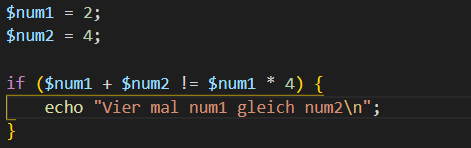 $num1 = 2;
$num2 = 4;
if ($num1 + $num2 != $num1 * 4) {
echo "Vier mal num1 gleich num2\n";
}